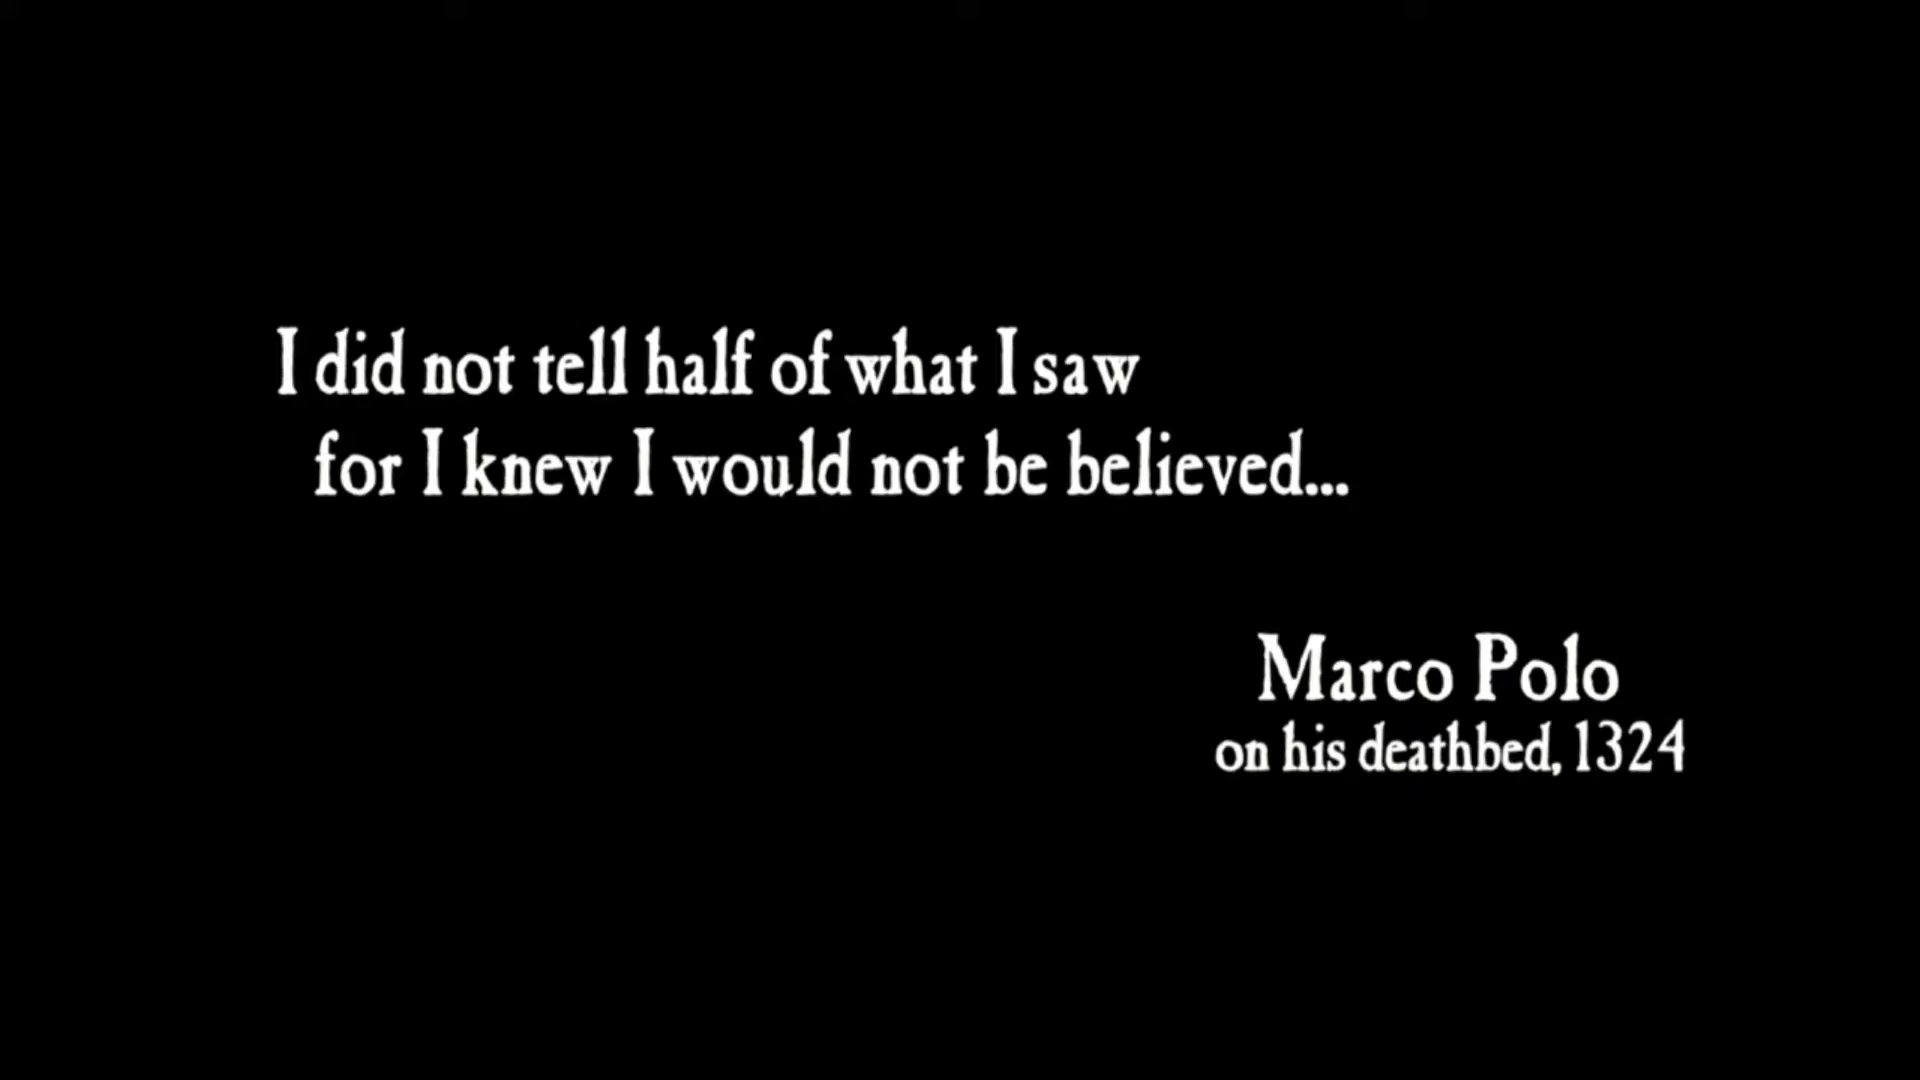 I did not tell half of what I saw
for I knew I would not be believed...
Marco Polo
on his deathbed, 1324